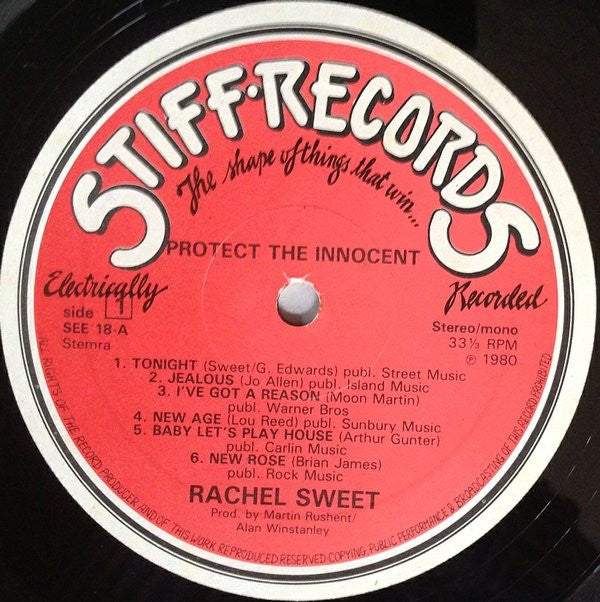 STIFF·RECORDS
The shape of things that win...
PROTECT THE INNOCENT
Electrically
Recorded
side 1
SEE 18-A
Stemra
Stereo/mono
33⅓ RPM
℗ 1980
1. TONIGHT (Sweet/G. Edwards) publ. Street Music
2. JEALOUS (Jo Allen) publ. Island Music
3. I'VE GOT A REASON (Moon Martin)
publ. Warner Bros
4. NEW AGE (Lou Reed) publ. Sunbury Music
5. BABY LET'S PLAY HOUSE (Arthur Gunter)
publ. Carlin Music
6. NEW ROSE (Brian James)
publ. Rock Music
RACHEL SWEET
Prod. by Martin Rushent/
Alan Winstanley
ALL RIGHTS OF THE RECORD PRODUCER AND OF THIS WORK REPRODUCED RESERVED COPYING, PUBLIC PERFORMANCE & BROADCASTING OF THIS RECORD PROHIBITED